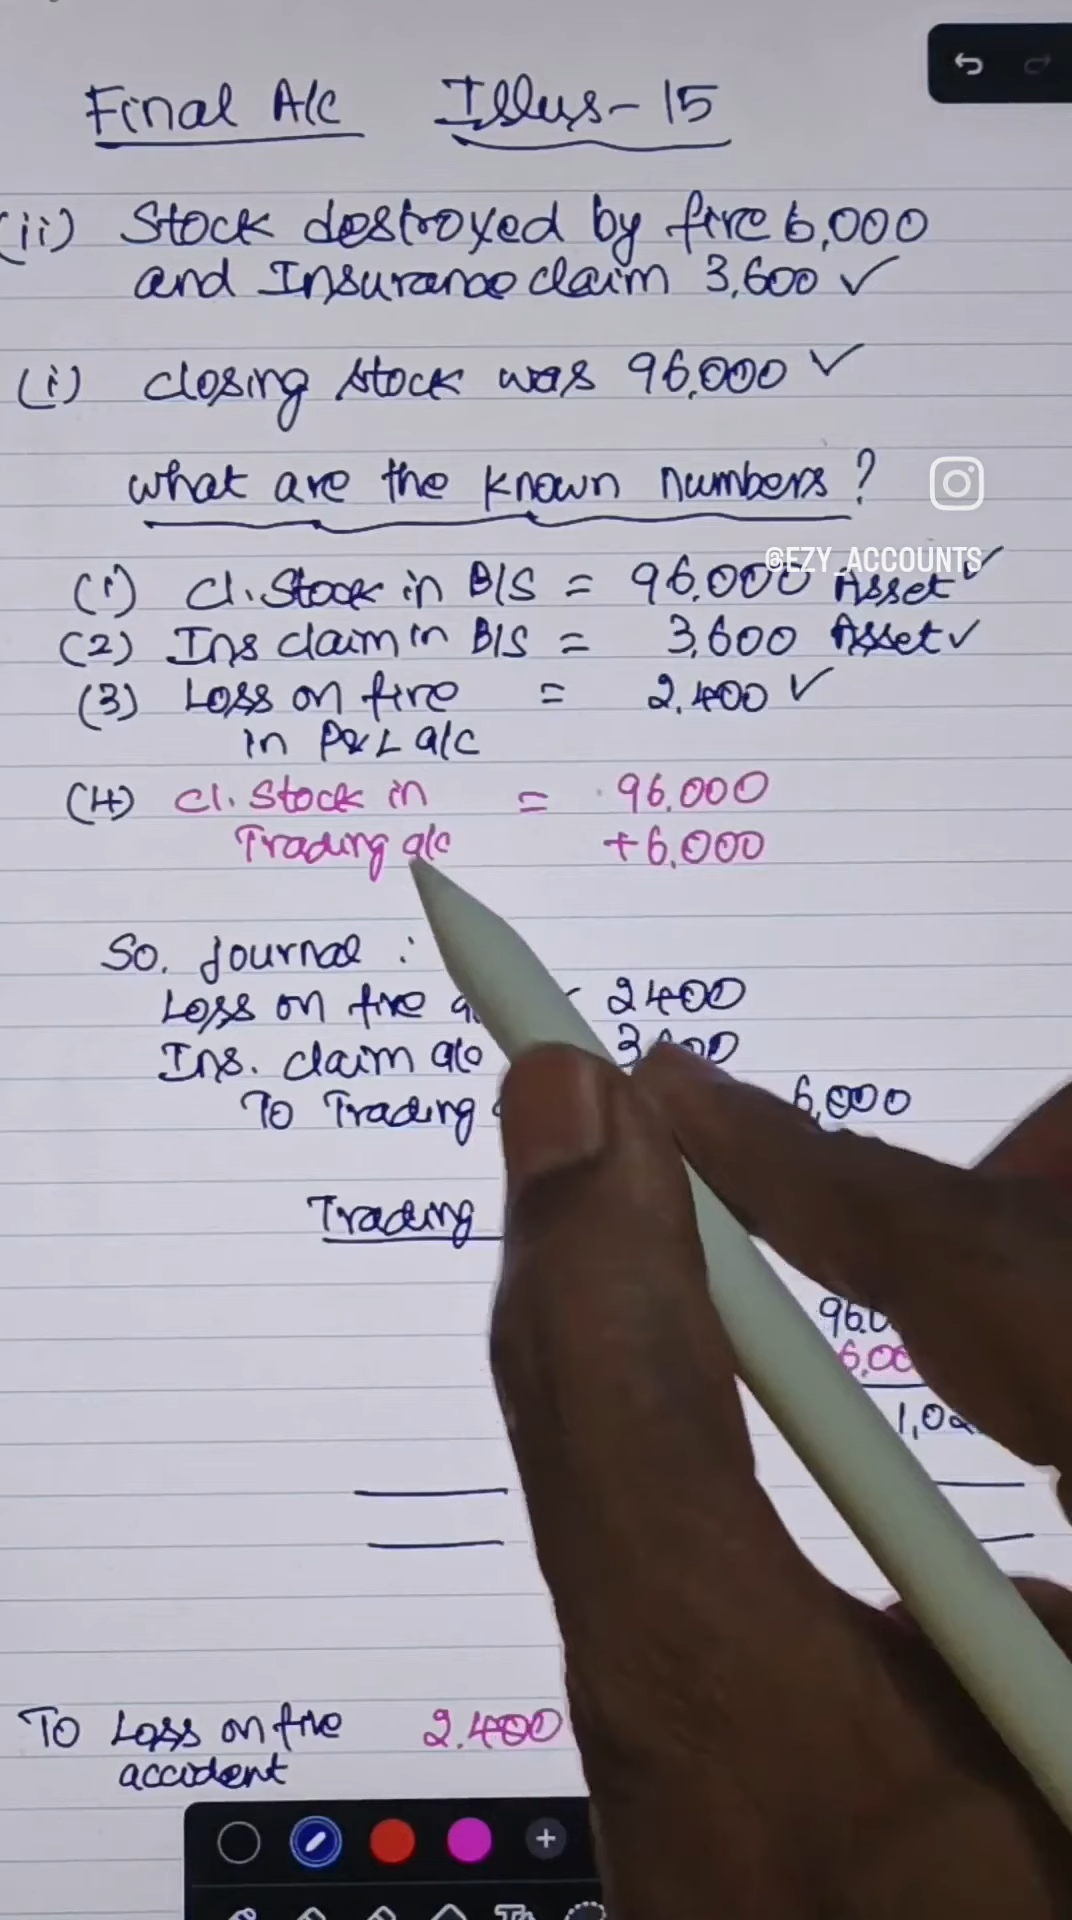 Final A/c Illus-15
(ii) Stock destroyed by fire 6,000
and Insurance claim 3,600 ✓
(i) closing stock was 96,000 ✓
what are the known numbers?
@EZY_ACCOUNTS
(1) Cl. Stock in B/S = 96,000 Asset ✓
(2) Ins claim in B/S = 3,600 Asset ✓
(3) Loss on fire = 2,400 ✓
in P&L a/c
(4) Cl. Stock in = 96,000
Trading a/c +6,000
So, Journal :
Loss on fire 2400
Ins. claim a/c
To Trading 6,000
Trading
To Loss on fire 2,400
accident